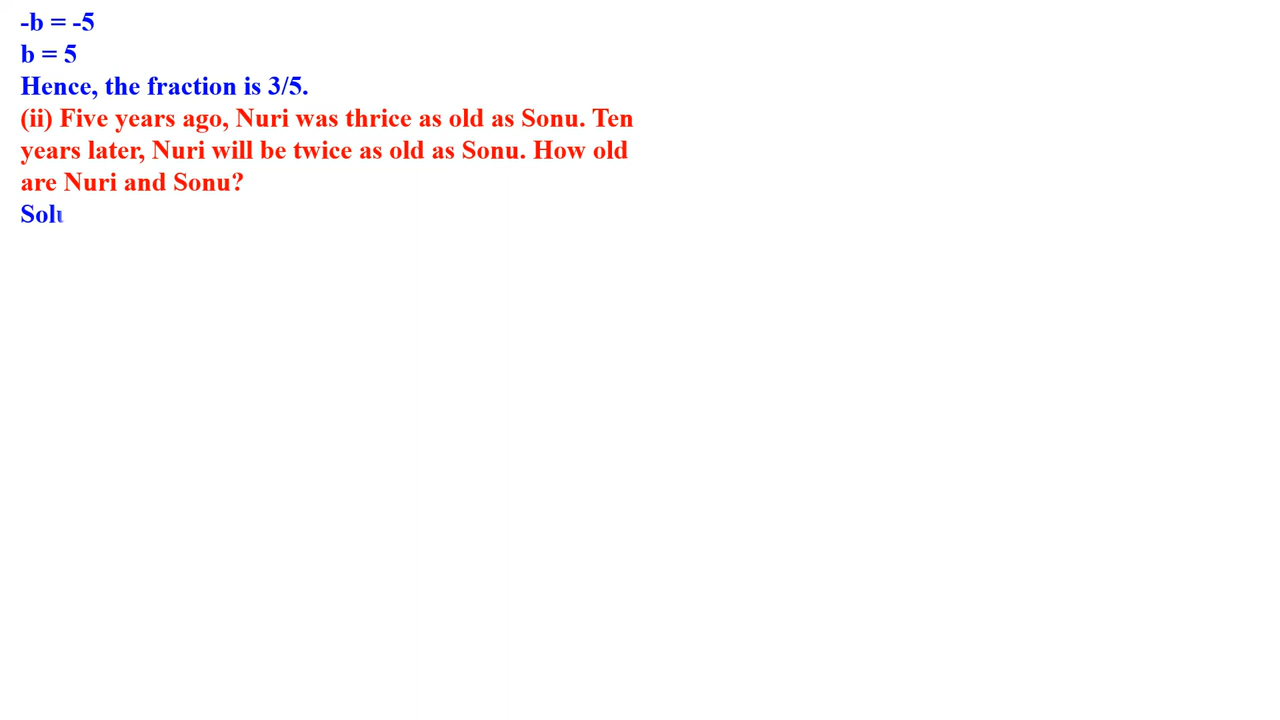 -b = -5
b = 5
Hence, the fraction is 3/5.
(ii) Five years ago, Nuri was thrice as old as Sonu. Ten
years later, Nuri will be twice as old as Sonu. How old
are Nuri and Sonu?
Solu